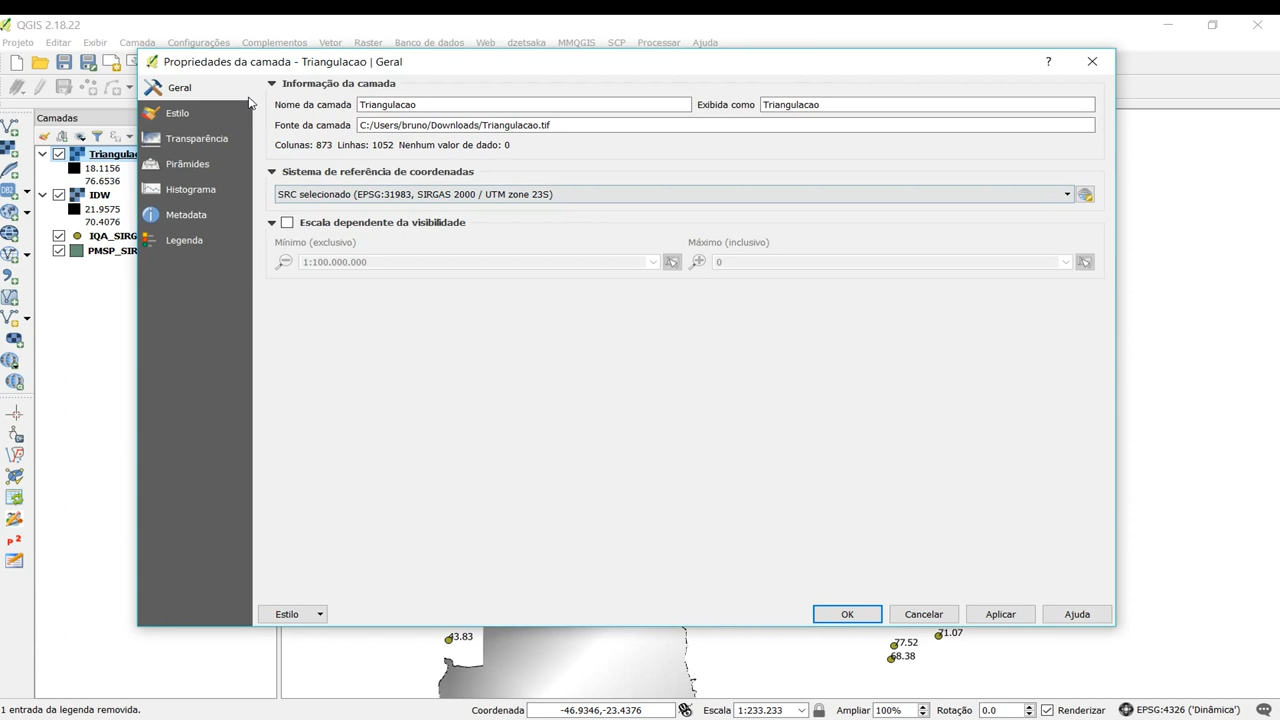 QGIS 2.18.22
Projeto Editar Exibir Camada Configurações Complementos Vetor Raster Banco de dados Web dzetsaka MMQGIS SCP Processar Ajuda
Propriedades da camada - Triangulacao | Geral
?
Geral
Estilo
Transparência
Pirâmides
Histograma
Metadata
Legenda
Informação da camada
Nome da camada Triangulacao Exibida como Triangulacao
Fonte da camada C:/Users/bruno/Downloads/Triangulacao.tif
Colunas: 873 Linhas: 1052 Nenhum valor de dado: 0
Sistema de referência de coordenadas
SRC selecionado (EPSG:31983, SIRGAS 2000 / UTM zone 23S)
Escala dependente da visibilidade
Mínimo (exclusivo) Máximo (inclusivo)
1:100.000.000 0
Estilo OK Cancelar Aplicar Ajuda
Camadas
Triangulac
18.1156
76.6536
IDW
21.9575
70.4076
IQA_SIRG
PMSP_SIR
DB2
P²
43.83
71.07
77.52
68.38
1 entrada da legenda removida. Coordenada -46.9346,-23.4376 Escala 1:233.233 Ampliar 100% Rotação 0.0 Renderizar EPSG:4326 ('Dinâmica')